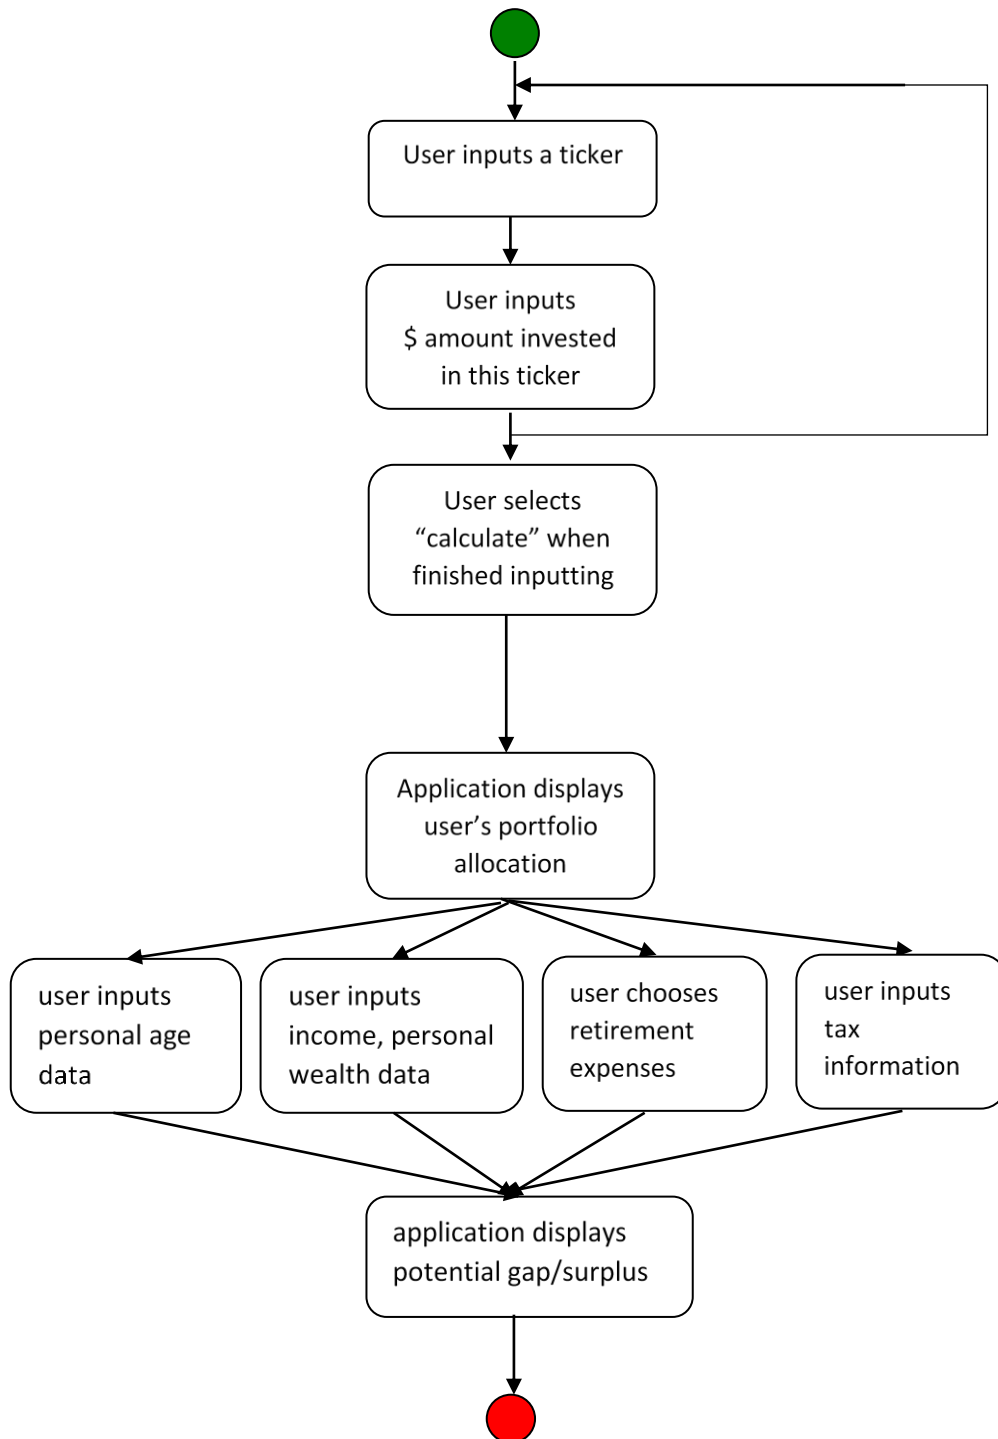 User inputs a ticker
User inputs
$ amount invested
in this ticker
User selects
“calculate” when
finished inputting
Application displays
user’s portfolio
allocation
user inputs
personal age
data
user inputs
income, personal
wealth data
user chooses
retirement
expenses
user inputs
tax
information
application displays
potential gap/surplus